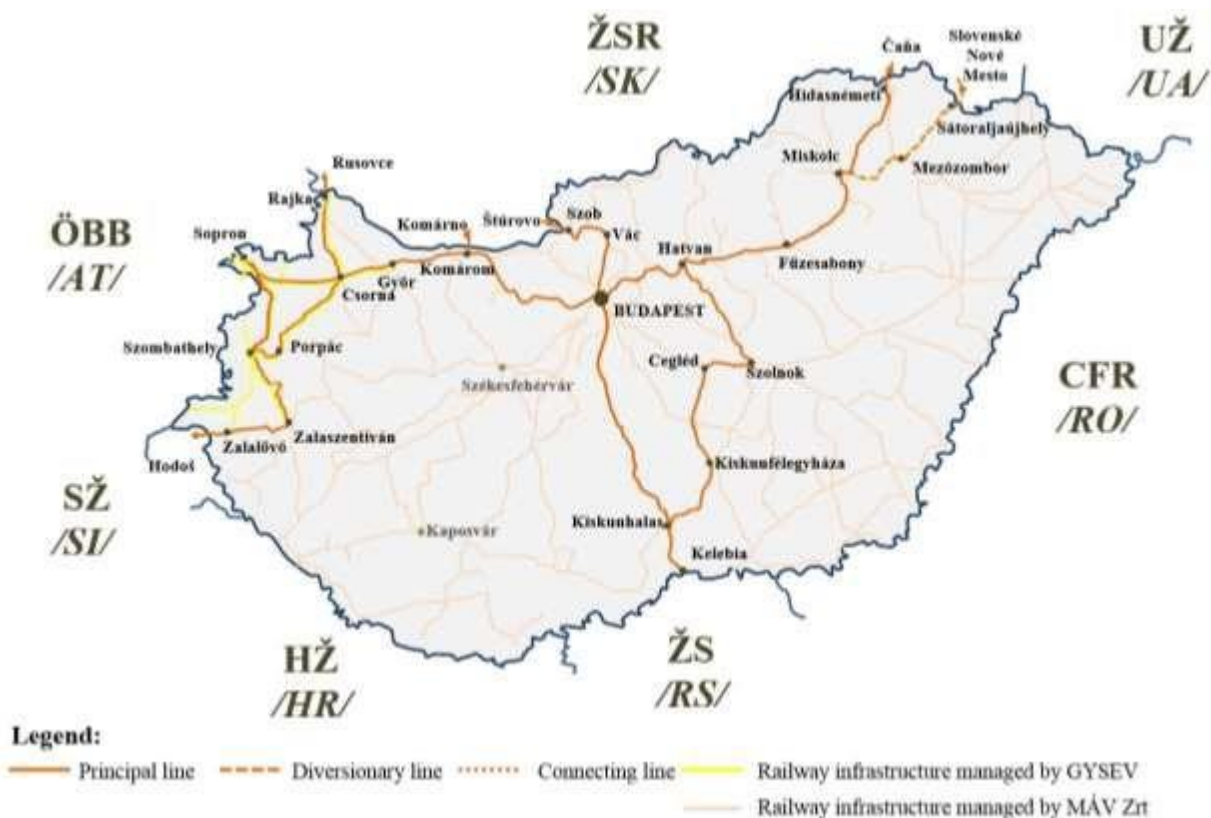 ŽSR
/SK/
Čaňa
Slovenské
Nové
Mesto
UŽ
/UA/
Hidasnémeti
Sátoraljaújhely
Miskolc
Mezözombor
Rusovce
Rajka
Komárno
Štúrovo
Szob
Vác
ÖBB
/AT/
Sopron
Hatvan
Füzesabony
Komárom
Győr
Csorna
BUDAPEST
Szombathely
Porpác
Cegléd
Szolnok
Székesfehérvár
CFR
/RO/
Zalaszentiván
Zalalövő
Hodoš
Kiskunfélegyháza
SŽ
/SI/
Kaposvár
Kiskunhalas
Kelebia
HŽ
/HR/
ŽS
/RS/
Legend:
Principal line Diversionary line Connecting line Railway infrastructure managed by GYSEV
Railway infrastructure managed by MÁV Zrt